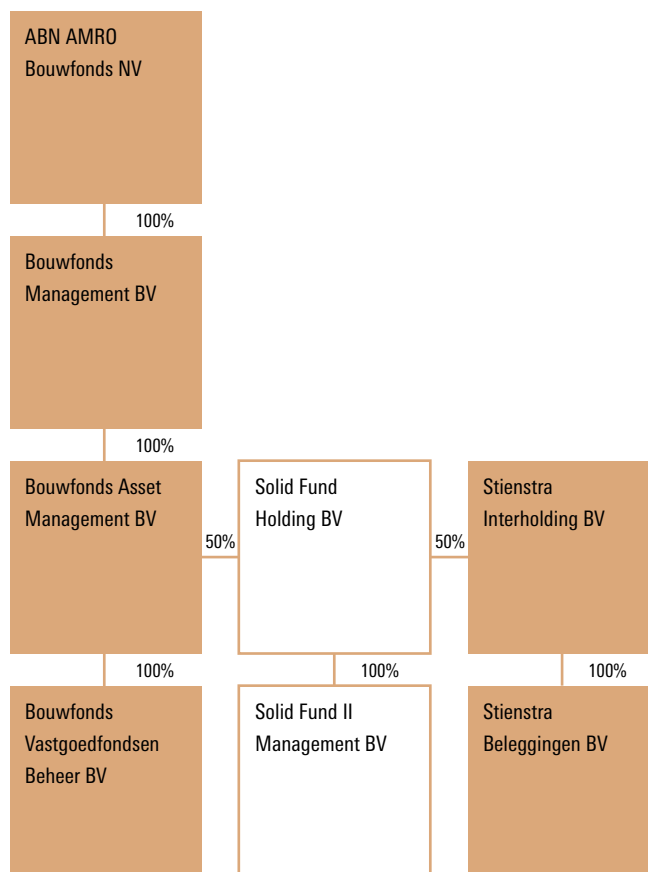 ABN AMRO
Bouwfonds NV
100%
Bouwfonds
Management BV
100%
Bouwfonds Asset
Management BV
50%
Solid Fund
Holding BV
50%
Stienstra
Interholding BV
100%
100%
100%
Bouwfonds
Vastgoedfondsen
Beheer BV
Solid Fund II
Management BV
Stienstra
Beleggingen BV